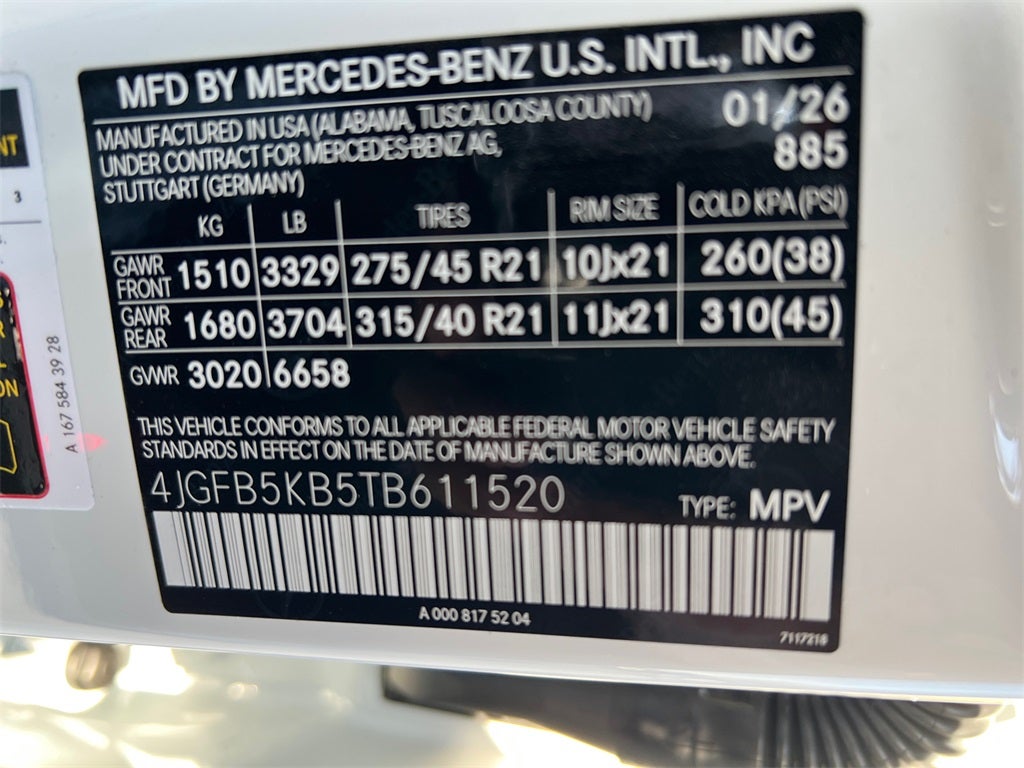 MFD BY MERCEDES-BENZ U.S. INTL., INC
MANUFACTURED IN USA (ALABAMA, TUSCALOOSA COUNTY) 01/26
UNDER CONTRACT FOR MERCEDES-BENZ AG, 885
STUTTGART (GERMANY)
KG LB TIRES RIM SIZE COLD KPA (PSI)
GAWR FRONT 1510 3329 275/45 R21 10Jx21 260(38)
GAWR REAR 1680 3704 315/40 R21 11Jx21 310(45)
GVWR 3020 6658
THIS VEHICLE CONFORMS TO ALL APPLICABLE FEDERAL MOTOR VEHICLE SAFETY
STANDARDS IN EFFECT ON THE DATE OF MANUFACTURE SHOWN ABOVE.
4JGFB5KB5TB611520 TYPE: MPV
A 000 817 52 04
7117218
A 167 584 39 28
3